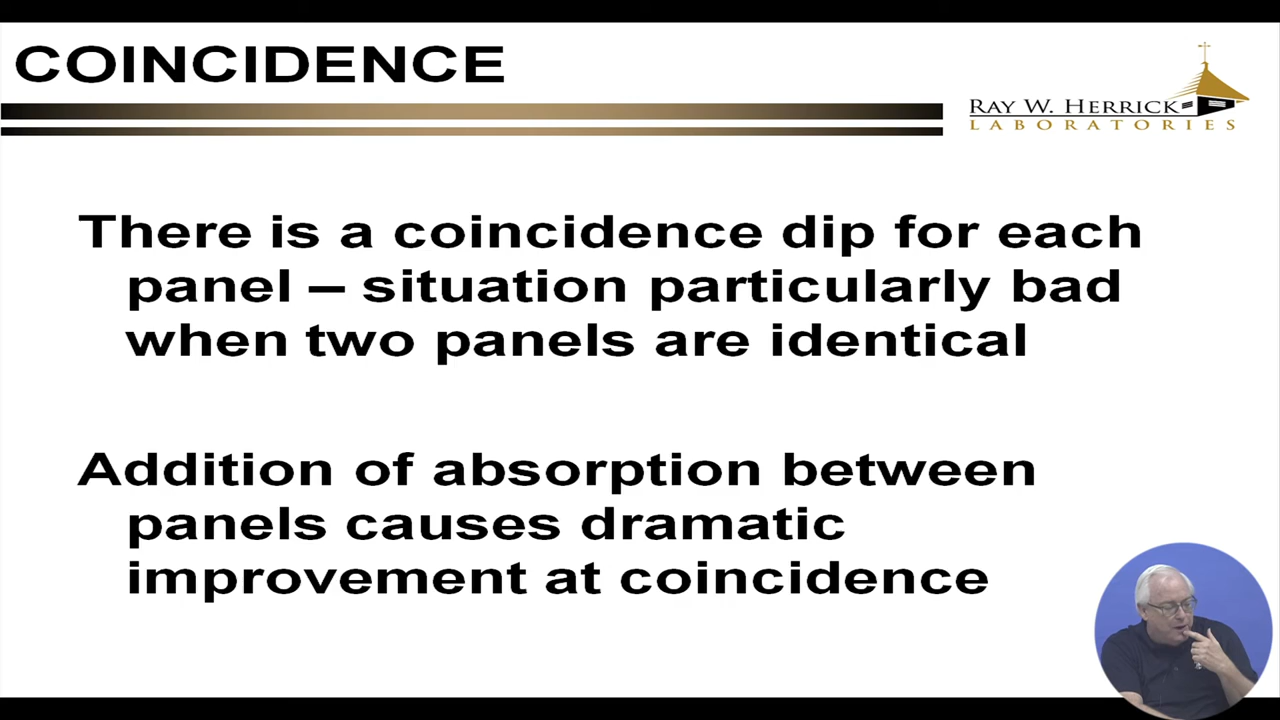 COINCIDENCE
RAY W. HERRICK
LABORATORIES
There is a coincidence dip for each
panel – situation particularly bad
when two panels are identical
Addition of absorption between
panels causes dramatic
improvement at coincidence